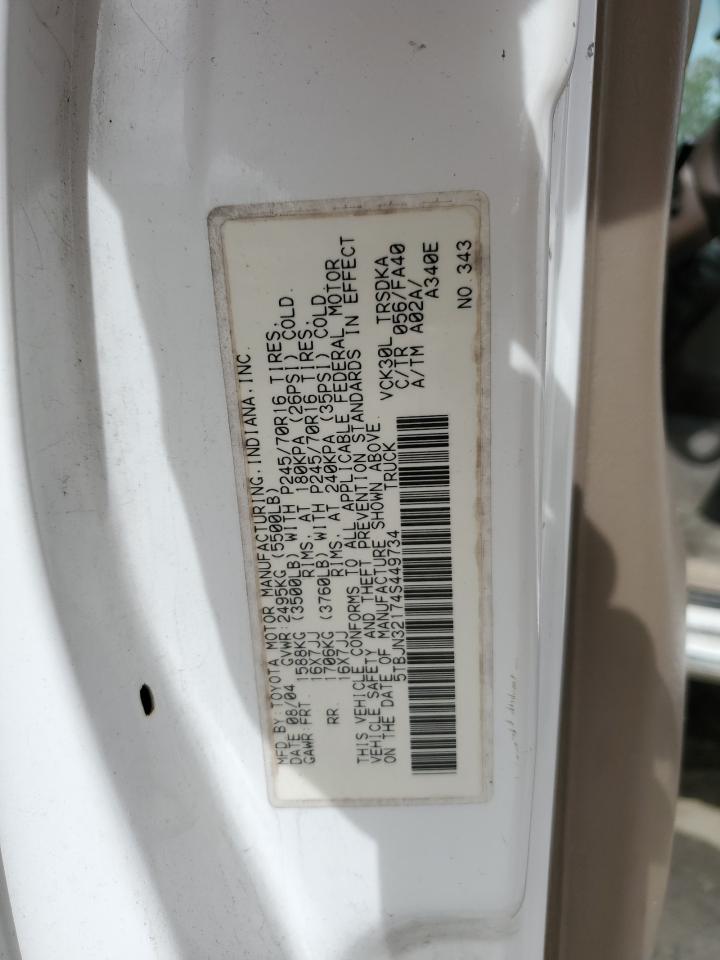 MFD BY: TOYOTA MOTOR MANUFACTURING, INDIANA, INC.
DATE 08/04 GVWR: 2495KG (5500LB)
GAWR: FRT. 1588KG (3500LB) WITH P245/70R16 TIRES,
16X7JJ RIMS, AT 180KPA (26PSI) COLD.
RR. 1706KG (3760LB) WITH P245/70R16 TIRES,
16X7JJ RIMS, AT 240KPA (35PSI) COLD.
THIS VEHICLE CONFORMS TO ALL APPLICABLE FEDERAL MOTOR
VEHICLE SAFETY AND THEFT PREVENTION STANDARDS IN EFFECT
ON THE DATE OF MANUFACTURE SHOWN ABOVE.
5TBJN32174S449734 TRUCK
VCK30L TRSDKA
C/TR 056/FA40
A/TM A02A/
A340E
NO. 343